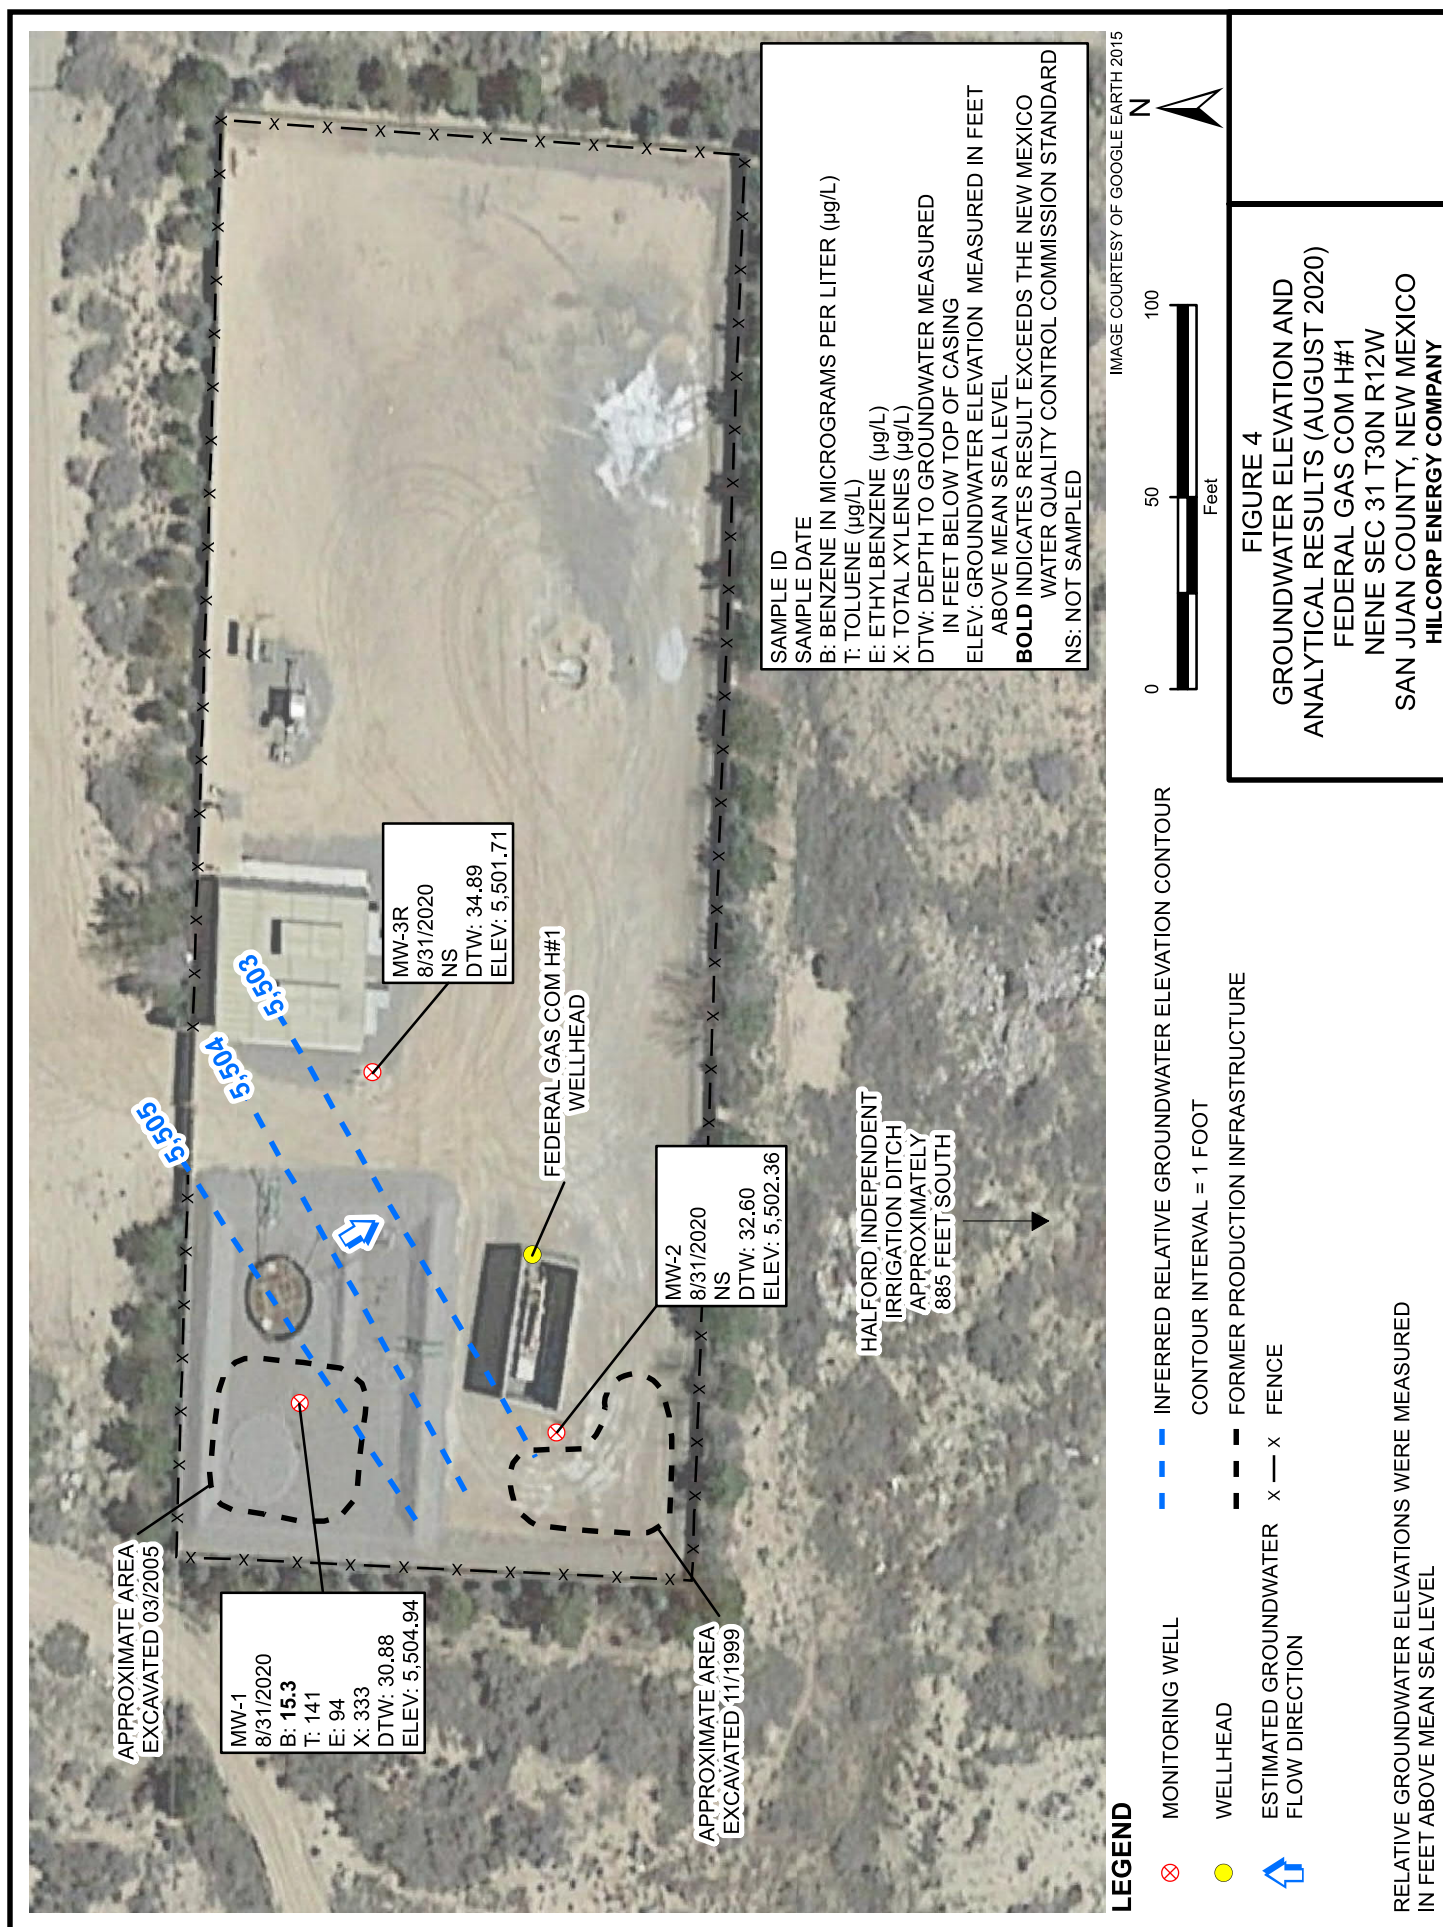 APPROXIMATE AREA
EXCAVATED 03/2005
5,505
5,504
5,503
MW-1
8/31/2020
B: 15.3
T: 141
E: 94
X: 333
DTW: 30.88
ELEV: 5,504.94
MW-3R
8/31/2020
NS
DTW: 34.89
ELEV: 5,501.71
FEDERAL GAS COM H#1
WELLHEAD
MW-2
8/31/2020
NS
DTW: 32.60
ELEV: 5,502.36
APPROXIMATE AREA
EXCAVATED 11/1999
HALFORD INDEPENDENT
IRRIGATION DITCH
APPROXIMATELY
885 FEET SOUTH
SAMPLE ID
SAMPLE DATE
B: BENZENE IN MICROGRAMS PER LITER (µg/L)
T: TOLUENE (µg/L)
E: ETHYLBENZENE (µg/L)
X: TOTAL XYLENES (µg/L)
DTW: DEPTH TO GROUNDWATER MEASURED
IN FEET BELOW TOP OF CASING
ELEV: GROUNDWATER ELEVATION MEASURED IN FEET
ABOVE MEAN SEA LEVEL
BOLD INDICATES RESULT EXCEEDS THE NEW MEXICO
WATER QUALITY CONTROL COMMISSION STANDARD
NS: NOT SAMPLED
IMAGE COURTESY OF GOOGLE EARTH 2015
N
LEGEND
MONITORING WELL
WELLHEAD
ESTIMATED GROUNDWATER
FLOW DIRECTION
INFERRED RELATIVE GROUNDWATER ELEVATION CONTOUR
CONTOUR INTERVAL = 1 FOOT
FORMER PRODUCTION INFRASTRUCTURE
X X FENCE
0 50 100
Feet
RELATIVE GROUNDWATER ELEVATIONS WERE MEASURED
IN FEET ABOVE MEAN SEA LEVEL
FIGURE 4
GROUNDWATER ELEVATION AND
ANALYTICAL RESULTS (AUGUST 2020)
FEDERAL GAS COM H#1
NENE SEC 31 T30N R12W
SAN JUAN COUNTY, NEW MEXICO
HILCORP ENERGY COMPANY